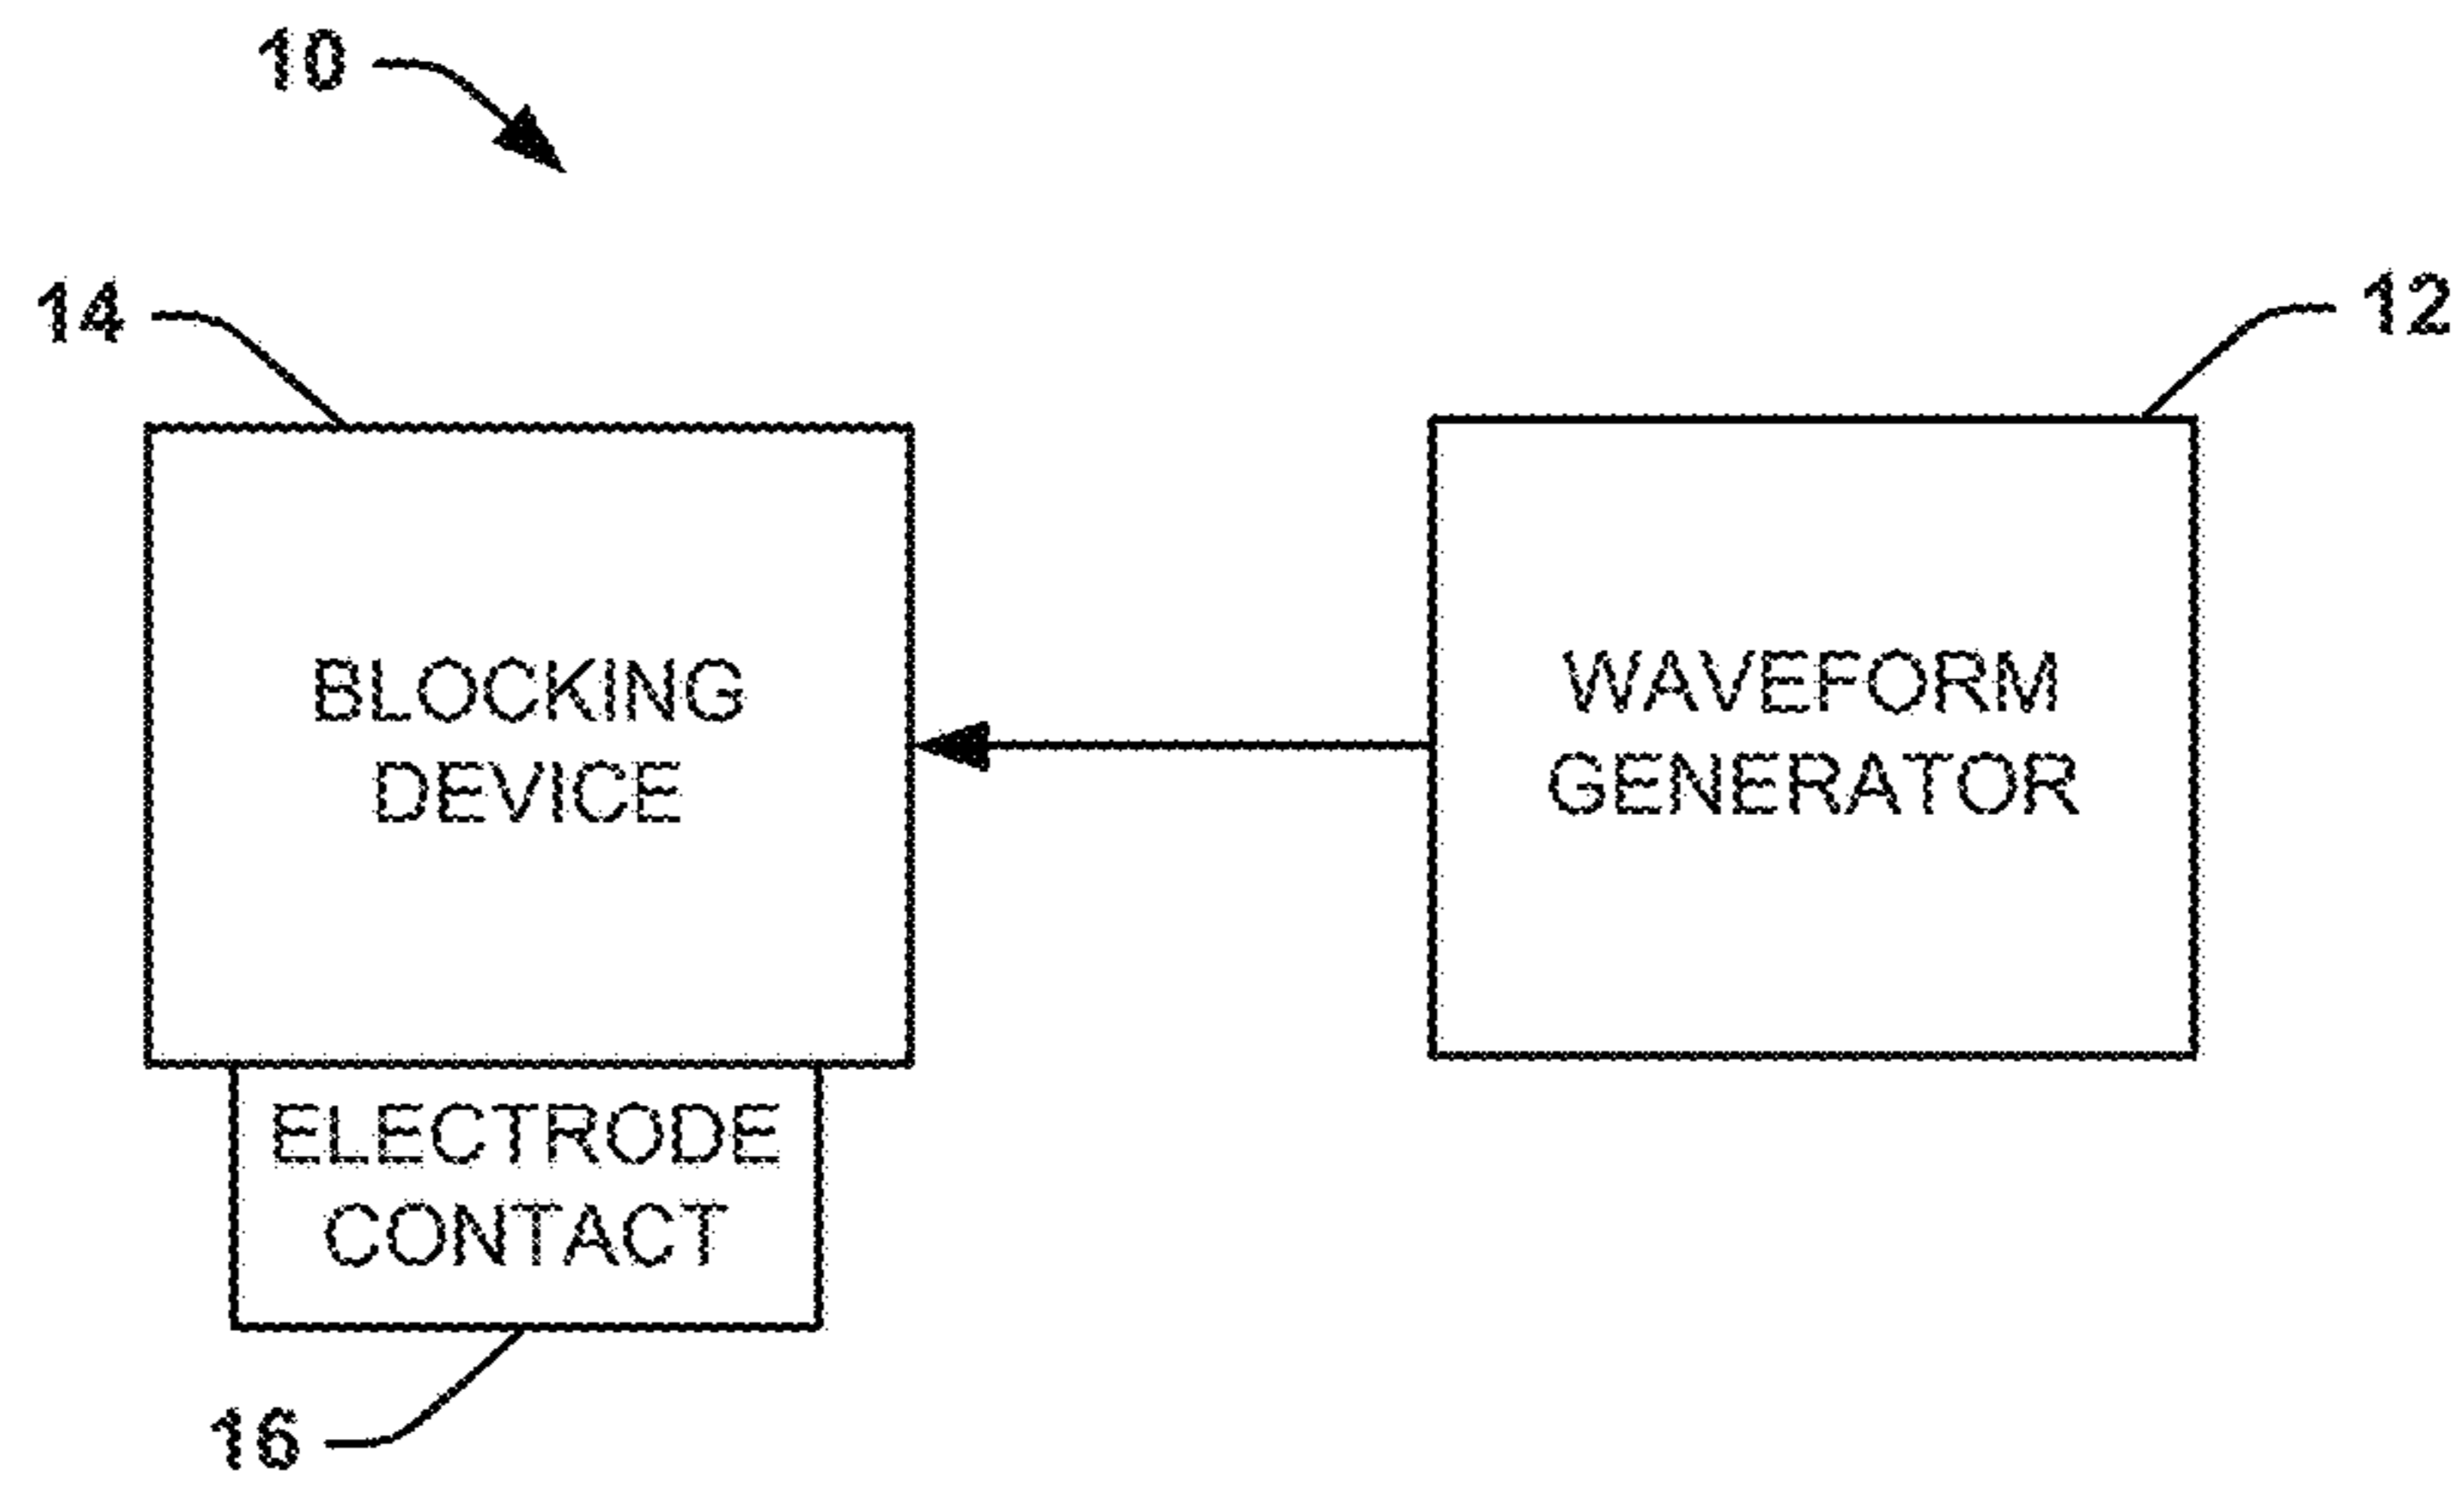 10
14
12
BLOCKING
DEVICE
WAVEFORM
GENERATOR
ELECTRODE
CONTACT
16